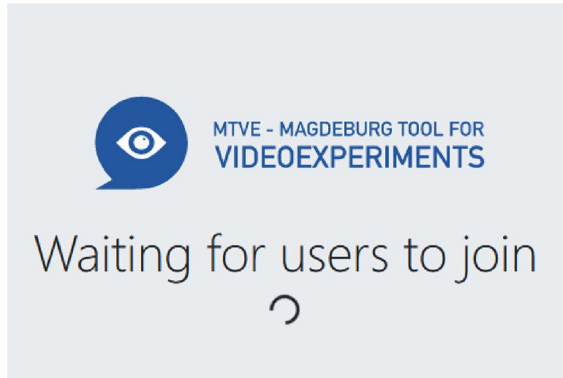 MTVE - MAGDEBURG TOOL FOR
VIDEOEXPERIMENTS
Waiting for users to join